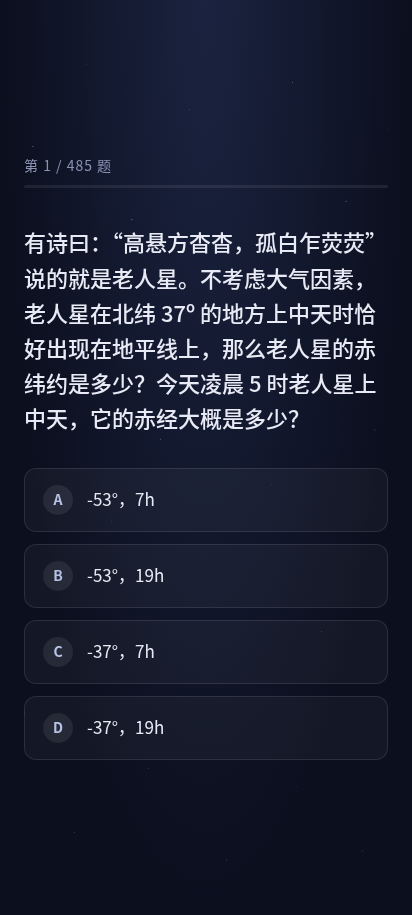 第 1 / 485 题
有诗曰：“高悬方杳杳，孤白乍荧荧”
说的就是老人星。不考虑大气因素，
老人星在北纬 37º 的地方上中天时恰
好出现在地平线上，那么老人星的赤
纬约是多少？今天凌晨 5 时老人星上
中天，它的赤经大概是多少？
A -53°，7h
B -53°，19h
C -37°，7h
D -37°，19h